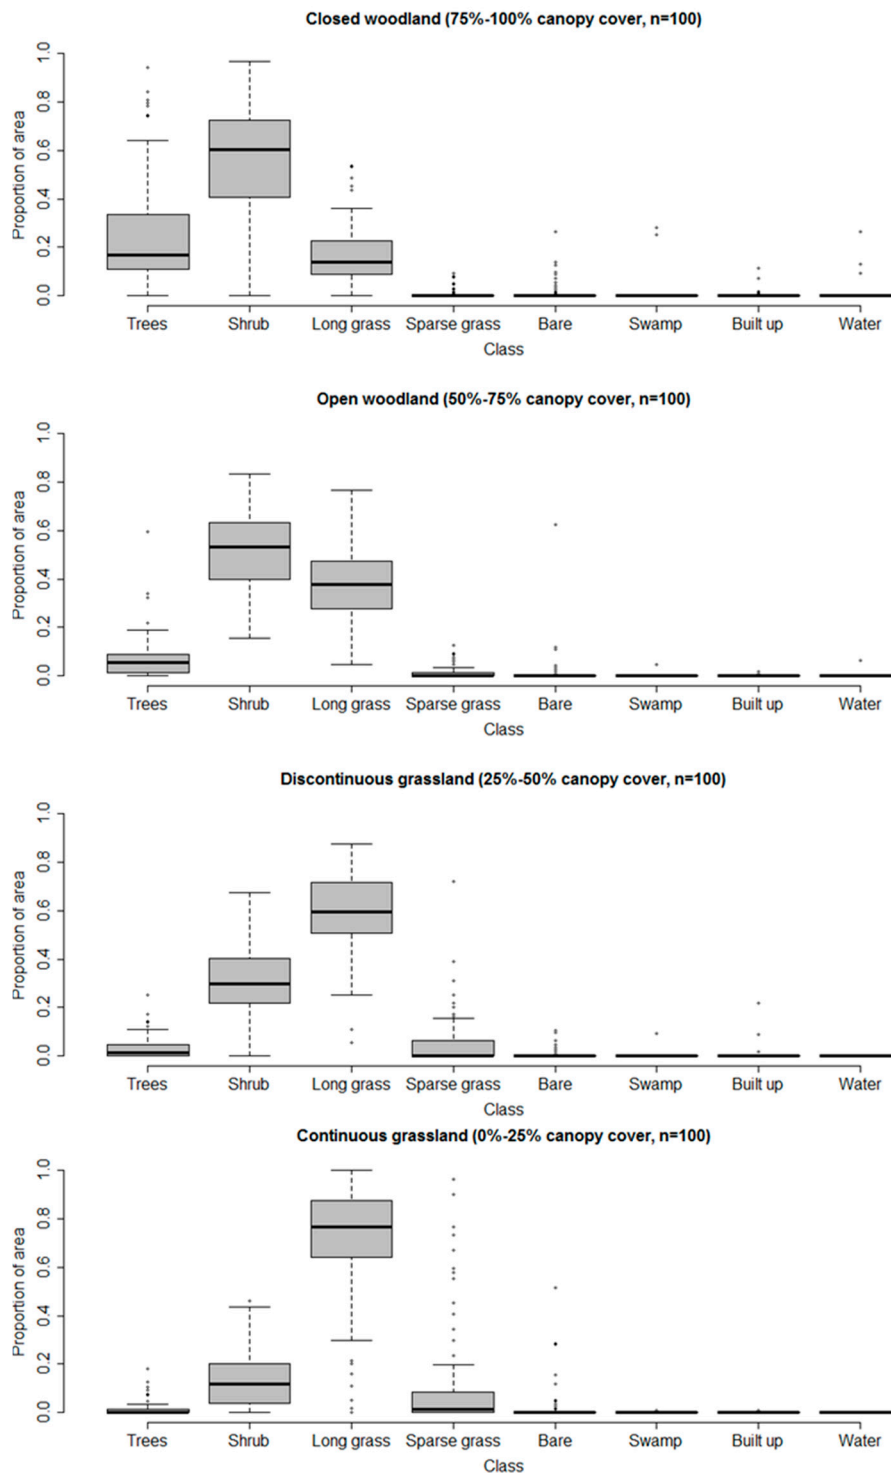 Closed woodland (75%-100% canopy cover, n=100)
Proportion of area
1.0
0.8
0.6
0.4
0.2
0.0
Trees Shrub Long grass Sparse grass Bare Swamp Built up Water
Class
Open woodland (50%-75% canopy cover, n=100)
Proportion of area
1.0
0.8
0.6
0.4
0.2
0.0
Trees Shrub Long grass Sparse grass Bare Swamp Built up Water
Class
Discontinuous grassland (25%-50% canopy cover, n=100)
Proportion of area
1.0
0.8
0.6
0.4
0.2
0.0
Trees Shrub Long grass Sparse grass Bare Swamp Built up Water
Class
Continuous grassland (0%-25% canopy cover, n=100)
Proportion of area
1.0
0.8
0.6
0.4
0.2
0.0
Trees Shrub Long grass Sparse grass Bare Swamp Built up Water
Class